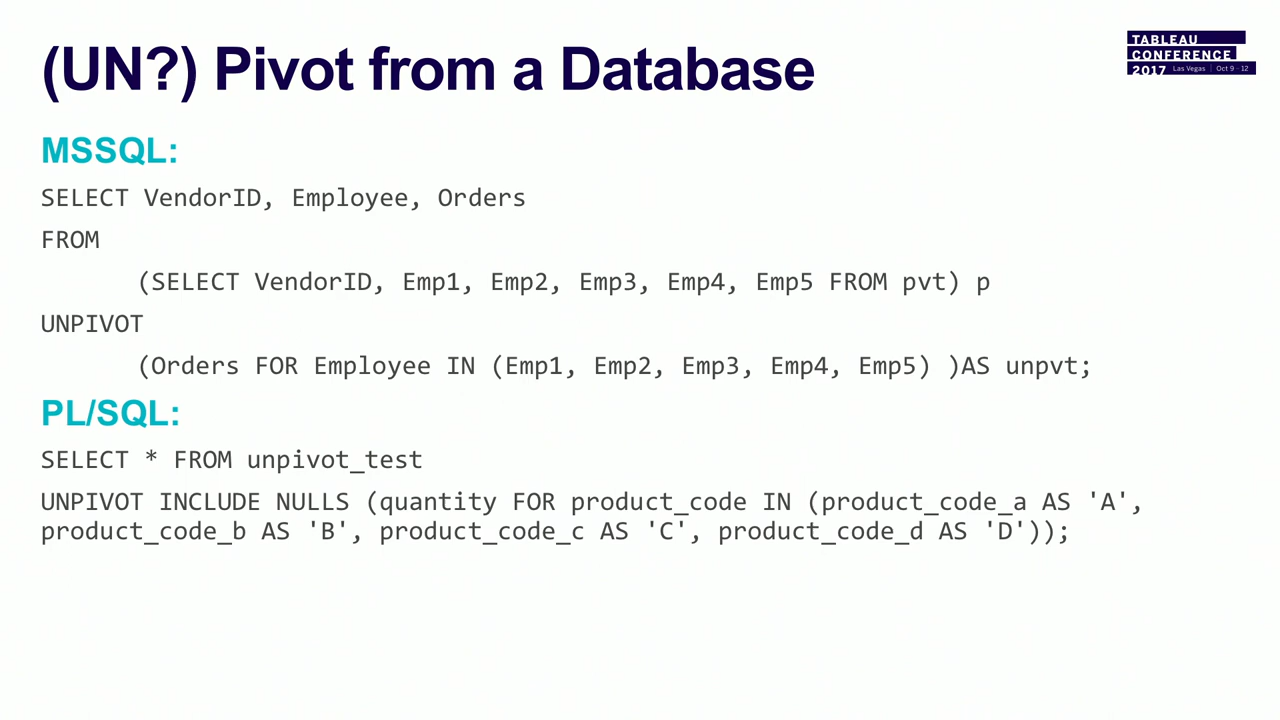 (UN?) Pivot from a Database
TABLEAU
CONFERENCE
2017 Las Vegas | Oct 9 - 12
MSSQL:
SELECT VendorID, Employee, Orders
FROM
(SELECT VendorID, Emp1, Emp2, Emp3, Emp4, Emp5 FROM pvt) p
UNPIVOT
(Orders FOR Employee IN (Emp1, Emp2, Emp3, Emp4, Emp5) )AS unpvt;
PL/SQL:
SELECT * FROM unpivot_test
UNPIVOT INCLUDE NULLS (quantity FOR product_code IN (product_code_a AS 'A',
product_code_b AS 'B', product_code_c AS 'C', product_code_d AS 'D'));